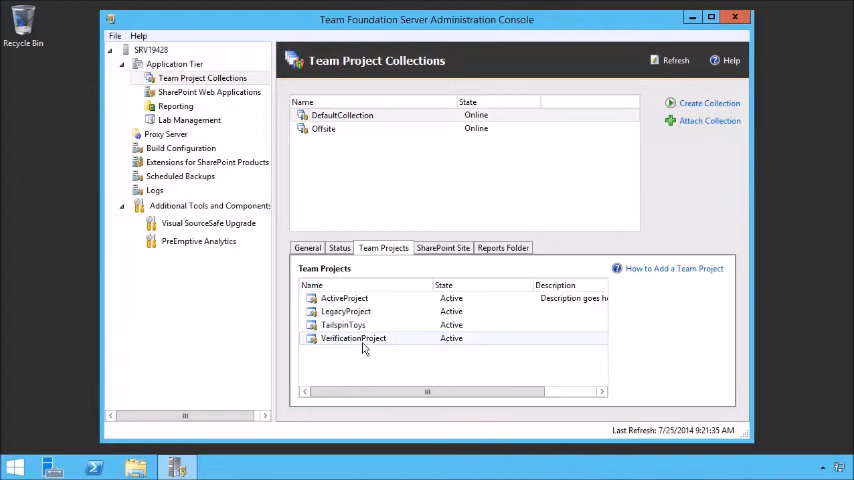 Recycle Bin
Team Foundation Server Administration Console
File Help
SRV19428
Application Tier
Team Project Collections
SharePoint Web Applications
Reporting
Lab Management
Proxy Server
Build Configuration
Extensions for SharePoint Products
Scheduled Backups
Logs
Additional Tools and Components
Visual SourceSafe Upgrade
PreEmptive Analytics
Team Project Collections
Refresh
Help
Name State
DefaultCollection Online
Offsite Online
Create Collection
Attach Collection
General Status Team Projects SharePoint Site Reports Folder
Team Projects
How to Add a Team Project
Name State Description
ActiveProject Active Description goes he
LegacyProject Active
TailspinToys Active
VerificationProject Active
Last Refresh: 7/25/2014 9:21:35 AM